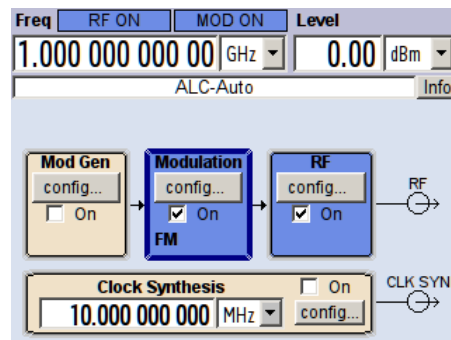 Freq RF ON MOD ON Level
1.000 000 000 00 GHz 0.00 dBm
ALC-Auto Info
Mod Gen Modulation RF
config... config... config... RF
On On On
FM
Clock Synthesis On CLK SYN
10.000 000 000 MHz config...